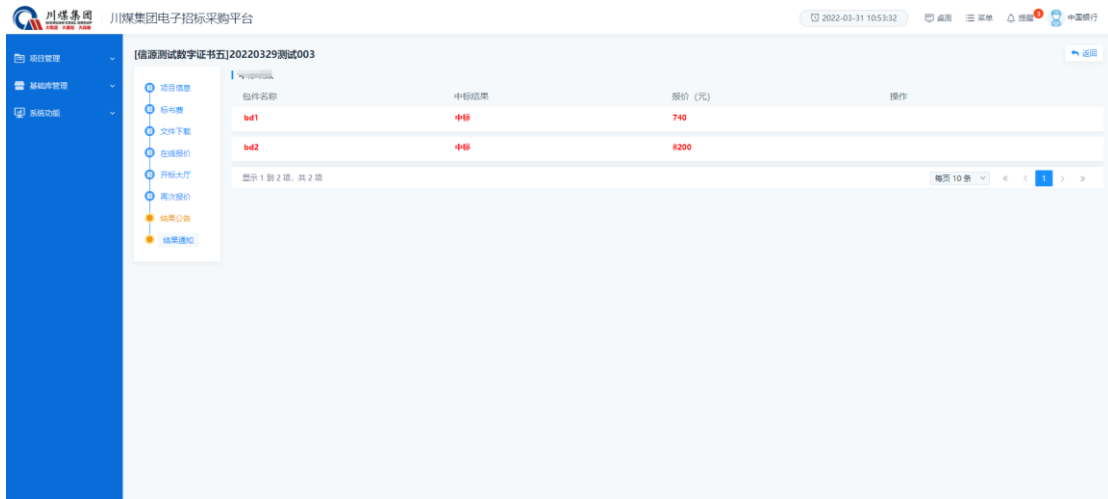 川煤集团
SICHUAN COAL GROUP
川煤集团电子招标采购平台
2022-03-31 10:53:32
桌面
菜单
提醒
3
中国银行
项目管理
基础库管理
系统功能
[信源测试数字证书五]20220329测试003
返回
项目信息
标书费
文件下载
在线报价
开标大厅
再次报价
结果公告
结果通知
包件名称 中标结果 报价（元） 操作
bd1 中标 740
bd2 中标 8200
显示 1 到 2 项，共 2 项
每页 10 条
« < 1 > »